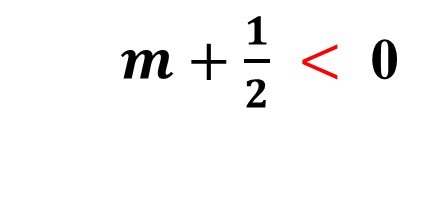 m + 1/2 < 0